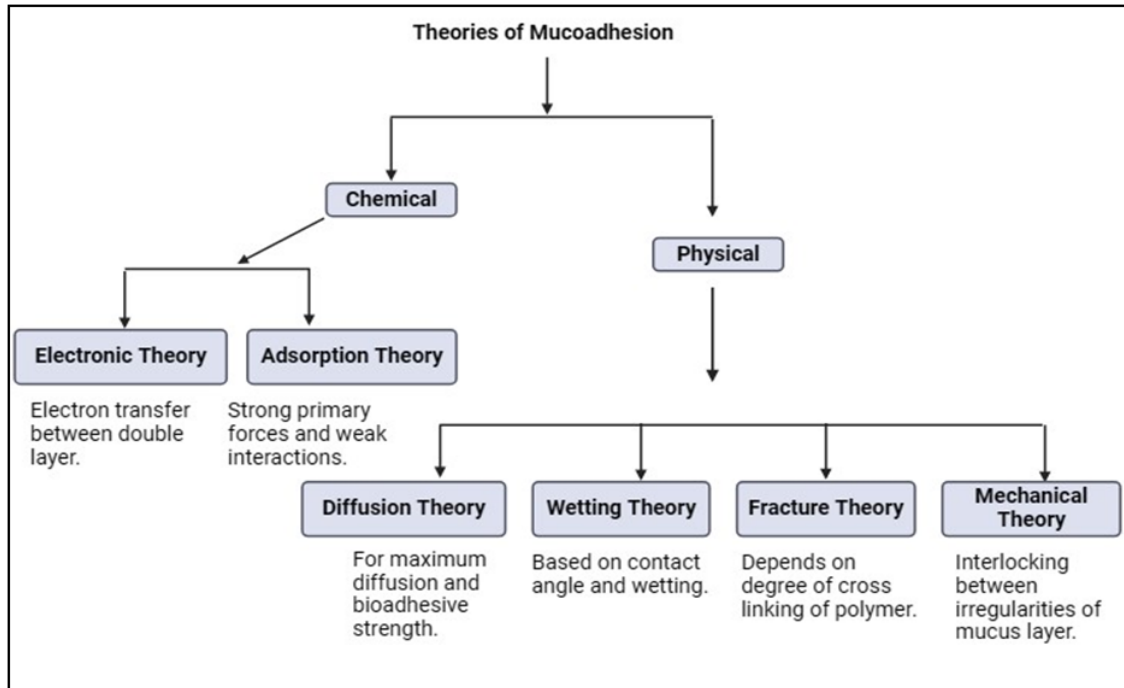 Theories of Mucoadhesion
Chemical
Physical
Electronic Theory
Electron transfer
between double
layer.
Adsorption Theory
Strong primary
forces and weak
interactions.
Diffusion Theory
For maximum
diffusion and
bioadhesive
strength.
Wetting Theory
Based on contact
angle and wetting.
Fracture Theory
Depends on
degree of cross
linking of polymer.
Mechanical
Theory
Interlocking
between
irregularities of
mucus layer.